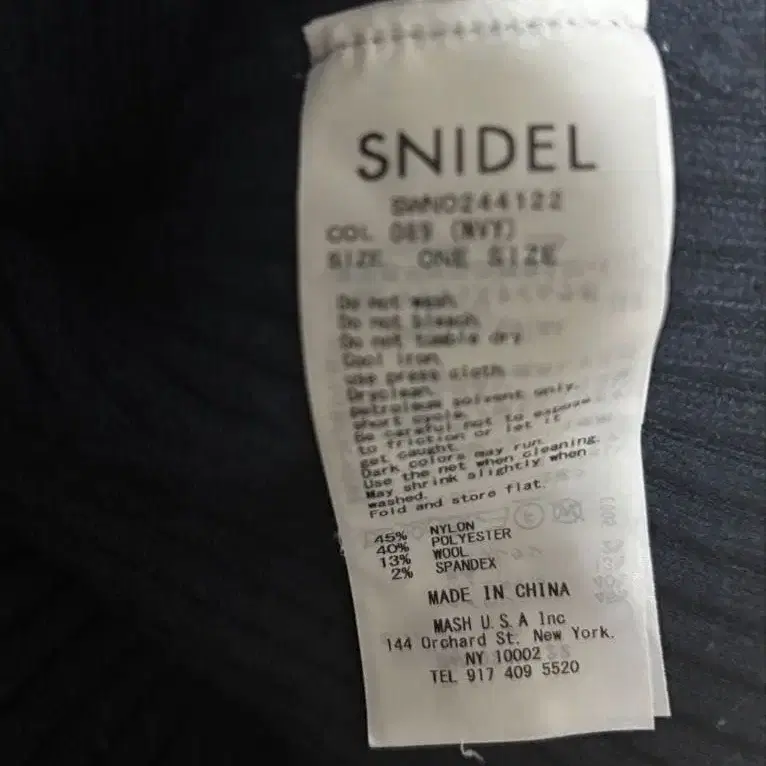 SNIDEL
SWNO244122
COL. 089 (NVY)
SIZE. ONE SIZE
Do not wash.
Do not bleach.
Do not tumble dry.
Cool iron.
use press cloth.
Dryclean.
petroleum solvent only.
short cycle.
Be careful not to expose
to friction or let it
get caught.
Dark colors may run.
Use the net when cleaning.
May shrink slightly when
washed.
Fold and store flat.
45% NYLON
40% POLYESTER
13% WOOL
2% SPANDEX
MADE IN CHINA
MASH U.S.A Inc
144 Orchard St. New York.
NY 10002
TEL 917 409 5520